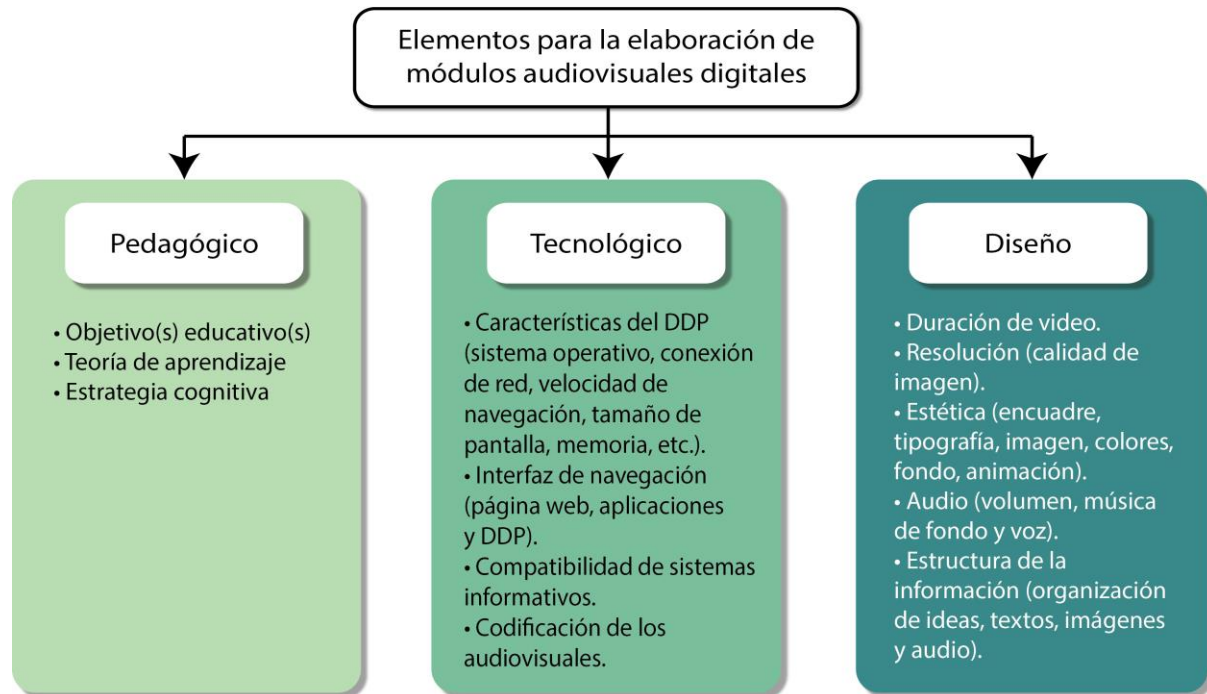 Elementos para la elaboración de
módulos audiovisuales digitales
Pedagógico
• Objetivo(s) educativo(s)
• Teoría de aprendizaje
• Estrategia cognitiva
Tecnológico
• Características del DDP
(sistema operativo, conexión
de red, velocidad de
navegación, tamaño de
pantalla, memoria, etc.).
• Interfaz de navegación
(página web, aplicaciones
y DDP).
• Compatibilidad de sistemas
informativos.
• Codificación de los
audiovisuales.
Diseño
• Duración de video.
• Resolución (calidad de
imagen).
• Estética (encuadre,
tipografía, imagen, colores,
fondo, animación).
• Audio (volumen, música
de fondo y voz).
• Estructura de la
información (organización
de ideas, textos, imágenes
y audio).